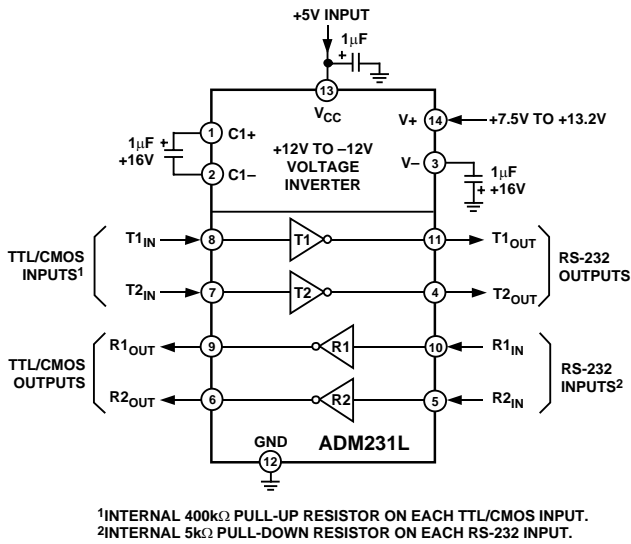 +5V INPUT
1μF
+
13
VCC
1
C1+
V+
14
+7.5V TO +13.2V
1μF
+16V
+
+12V TO –12V
VOLTAGE
INVERTER
2
C1–
V–
3
1μF
+ +16V
TTL/CMOS
INPUTS1
T1IN
8
T1
11
T1OUT
RS-232
OUTPUTS
T2IN
7
T2
4
T2OUT
TTL/CMOS
OUTPUTS
R1OUT
9
R1
10
R1IN
RS-232
INPUTS2
R2OUT
6
R2
5
R2IN
GND
12
ADM231L
1INTERNAL 400kΩ PULL-UP RESISTOR ON EACH TTL/CMOS INPUT.
2INTERNAL 5kΩ PULL-DOWN RESISTOR ON EACH RS-232 INPUT.